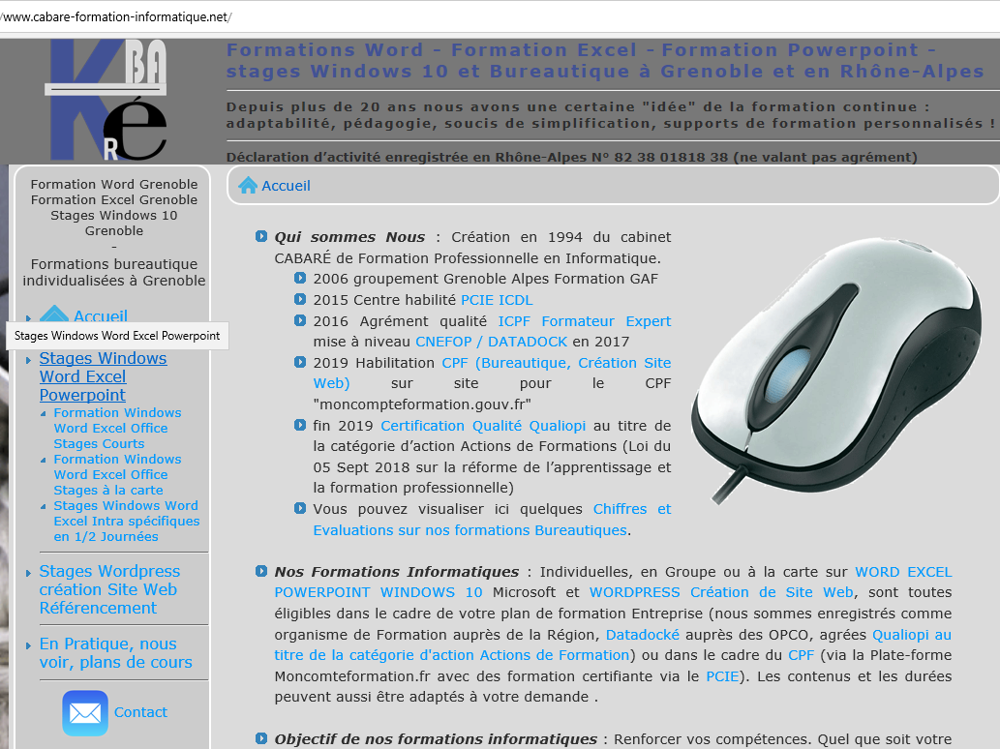 /www.cabare-formation-informatique.net/
BA
K
Ré
Formations Word - Formation Excel - Formation Powerpoint -
stages Windows 10 et Bureautique à Grenoble et en Rhône-Alpes
Depuis plus de 20 ans nous avons une certaine "idée" de la formation continue :
adaptabilité, pédagogie, soucis de simplification, supports de formation personnalisés !
Déclaration d’activité enregistrée en Rhône-Alpes N° 82 38 01818 38 (ne valant pas agrément)
Formation Word Grenoble
Formation Excel Grenoble
Stages Windows 10
Grenoble
-
Formations bureautique
individualisées à Grenoble
Accueil
Stages Windows Word Excel Powerpoint
Stages Windows
Word Excel
Powerpoint
Formation Windows
Word Excel Office
Stages Courts
Formation Windows
Word Excel Office
Stages à la carte
Stages Windows Word
Excel Intra spécifiques
en 1/2 Journées
Stages Wordpress
création Site Web
Référencement
En Pratique, nous
voir, plans de cours
Contact
Accueil
Qui sommes Nous : Création en 1994 du cabinet
CABARÉ de Formation Professionnelle en Informatique.
2006 groupement Grenoble Alpes Formation GAF
2015 Centre habilité PCIE ICDL
2016 Agrément qualité ICPF Formateur Expert
mise à niveau CNEFOP / DATADOCK en 2017
2019 Habilitation CPF (Bureautique, Création Site
Web) sur site pour le CPF
"moncompteformation.gouv.fr"
fin 2019 Certification Qualité Qualiopi au titre de
la catégorie d’action Actions de Formations (Loi du
05 Sept 2018 sur la réforme de l’apprentissage et
la formation professionnelle)
Vous pouvez visualiser ici quelques Chiffres et
Evaluations sur nos formations Bureautiques.
Nos Formations Informatiques : Individuelles, en Groupe ou à la carte sur WORD EXCEL
POWERPOINT WINDOWS 10 Microsoft et WORDPRESS Création de Site Web, sont toutes
éligibles dans le cadre de votre plan de formation Entreprise (nous sommes enregistrés comme
organisme de Formation auprès de la Région, Datadocké auprès des OPCO, agrées Qualiopi au
titre de la catégorie d'action Actions de Formation) ou dans le cadre du CPF (via la Plate-forme
Moncomteformation.fr avec des formation certifiante via le PCIE). Les contenus et les durées
peuvent aussi être adaptés à votre demande .
Objectif de nos formations informatiques : Renforcer vos compétences. Quel que soit votre